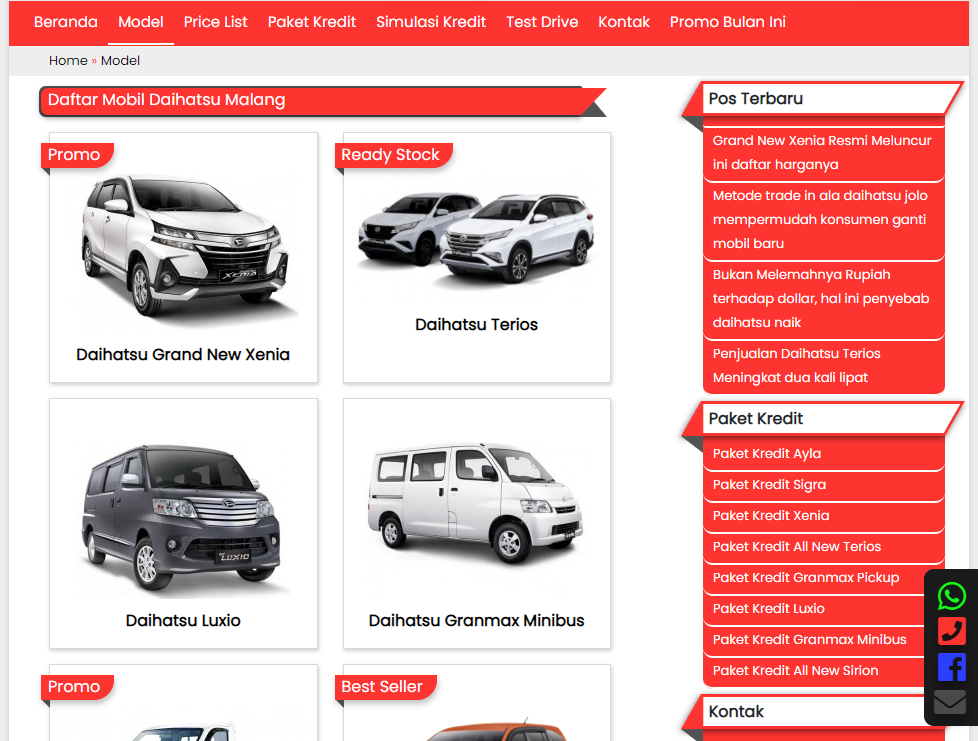 Beranda Model Price List Paket Kredit Simulasi Kredit Test Drive Kontak Promo Bulan Ini
Home » Model
Daftar Mobil Daihatsu Malang
Promo
XENIA
Daihatsu Grand New Xenia
Ready Stock
Daihatsu Terios
LUXIO
Daihatsu Luxio
Daihatsu Granmax Minibus
Promo
Best Seller
Pos Terbaru
Grand New Xenia Resmi Meluncur
ini daftar harganya
Metode trade in ala daihatsu jolo
mempermudah konsumen ganti
mobil baru
Bukan Melemahnya Rupiah
terhadap dollar, hal ini penyebab
daihatsu naik
Penjualan Daihatsu Terios
Meningkat dua kali lipat
Paket Kredit
Paket Kredit Ayla
Paket Kredit Sigra
Paket Kredit Xenia
Paket Kredit All New Terios
Paket Kredit Granmax Pickup
Paket Kredit Luxio
Paket Kredit Granmax Minibus
Paket Kredit All New Sirion
Kontak